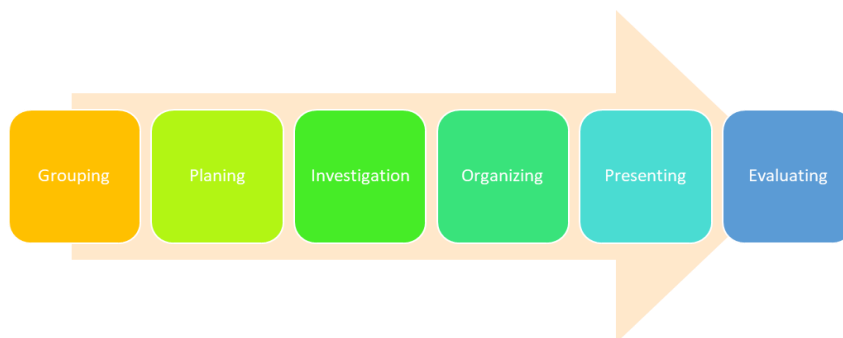 Grouping
Planing
Investigation
Organizing
Presenting
Evaluating